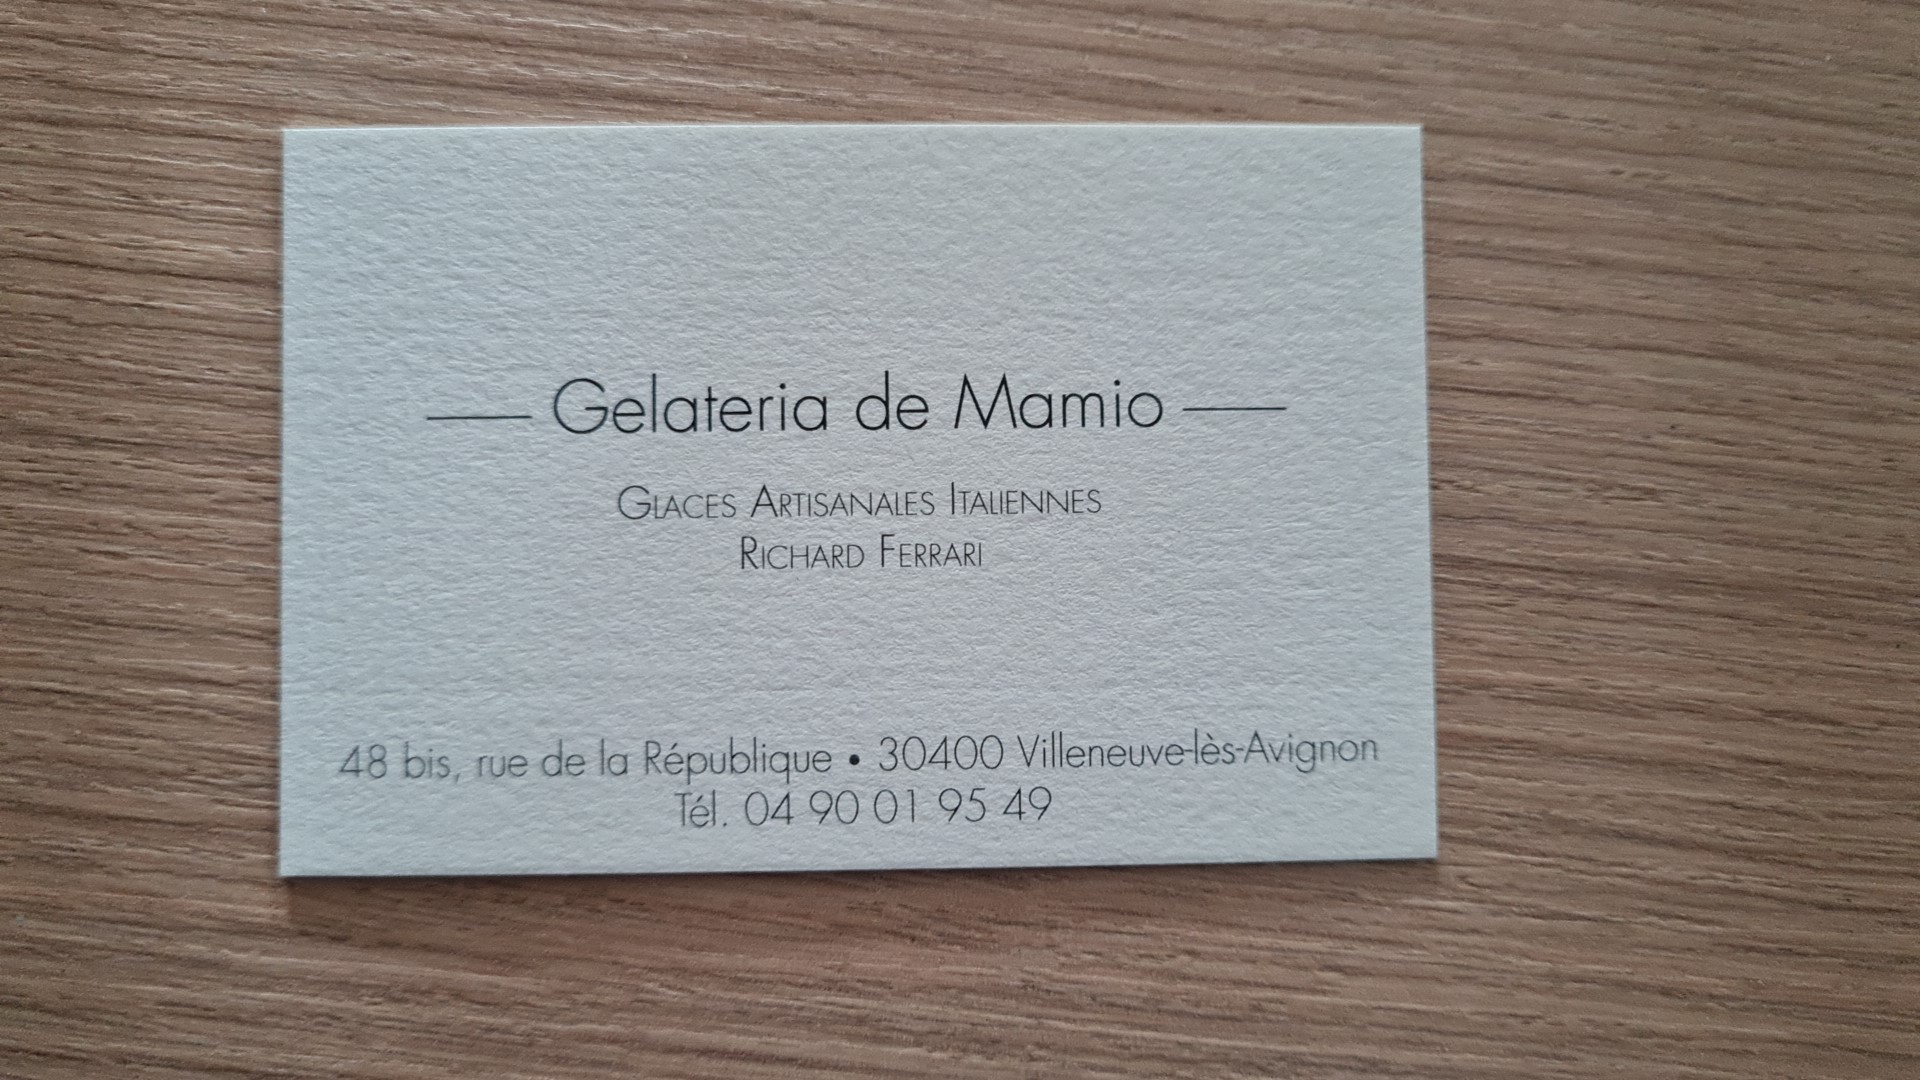 Gelateria de Mamio
Glaces Artisanales Italiennes
Richard Ferrari
48 bis, rue de la République • 30400 Villeneuve-lès-Avignon
Tél. 04 90 01 95 49